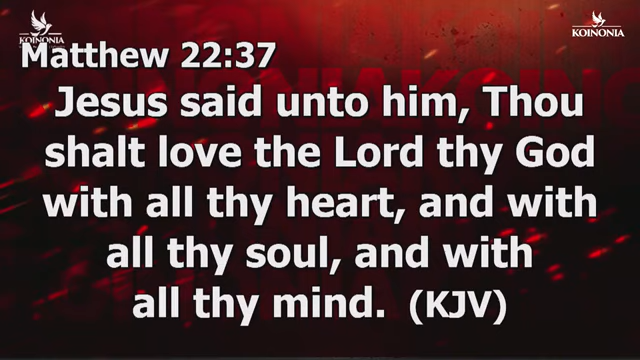 KOINONIA
KOINONIA
Matthew 22:37
Jesus said unto him, Thou
shalt love the Lord thy God
with all thy heart, and with
all thy soul, and with
all thy mind. (KJV)